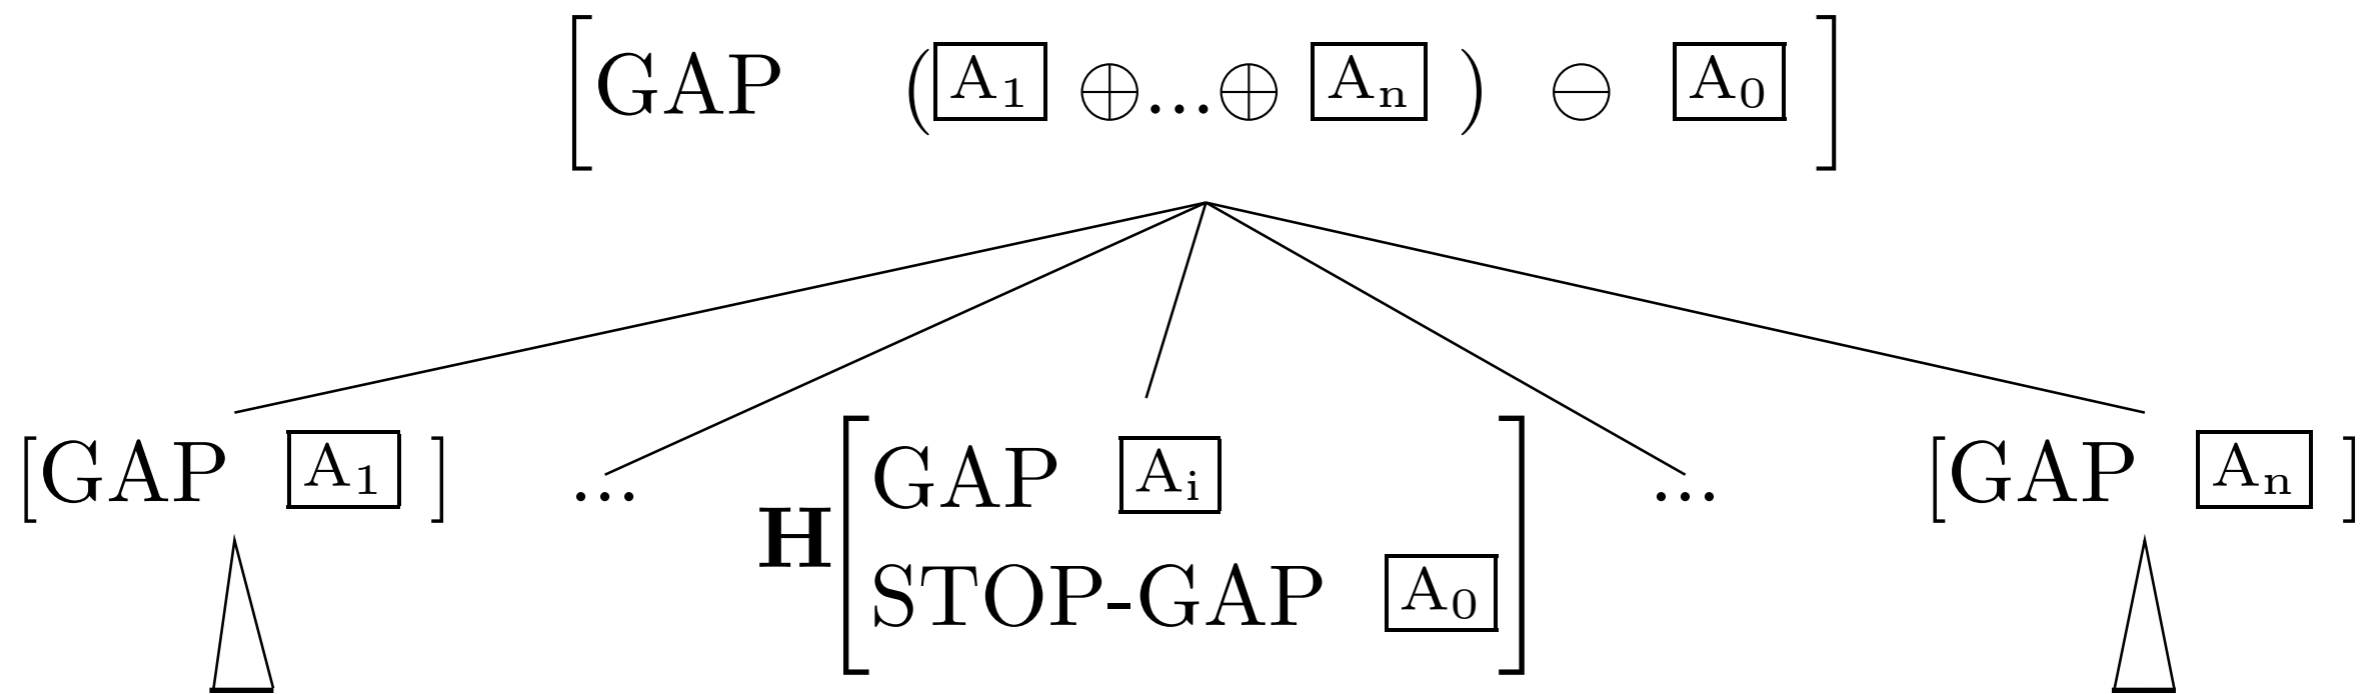 [GAP (A₁ ⊕...⊕ Aₙ) ⊖ A₀]
[GAP A₁] ... H[GAP Aᵢ ... [GAP Aₙ]
STOP-GAP A₀]